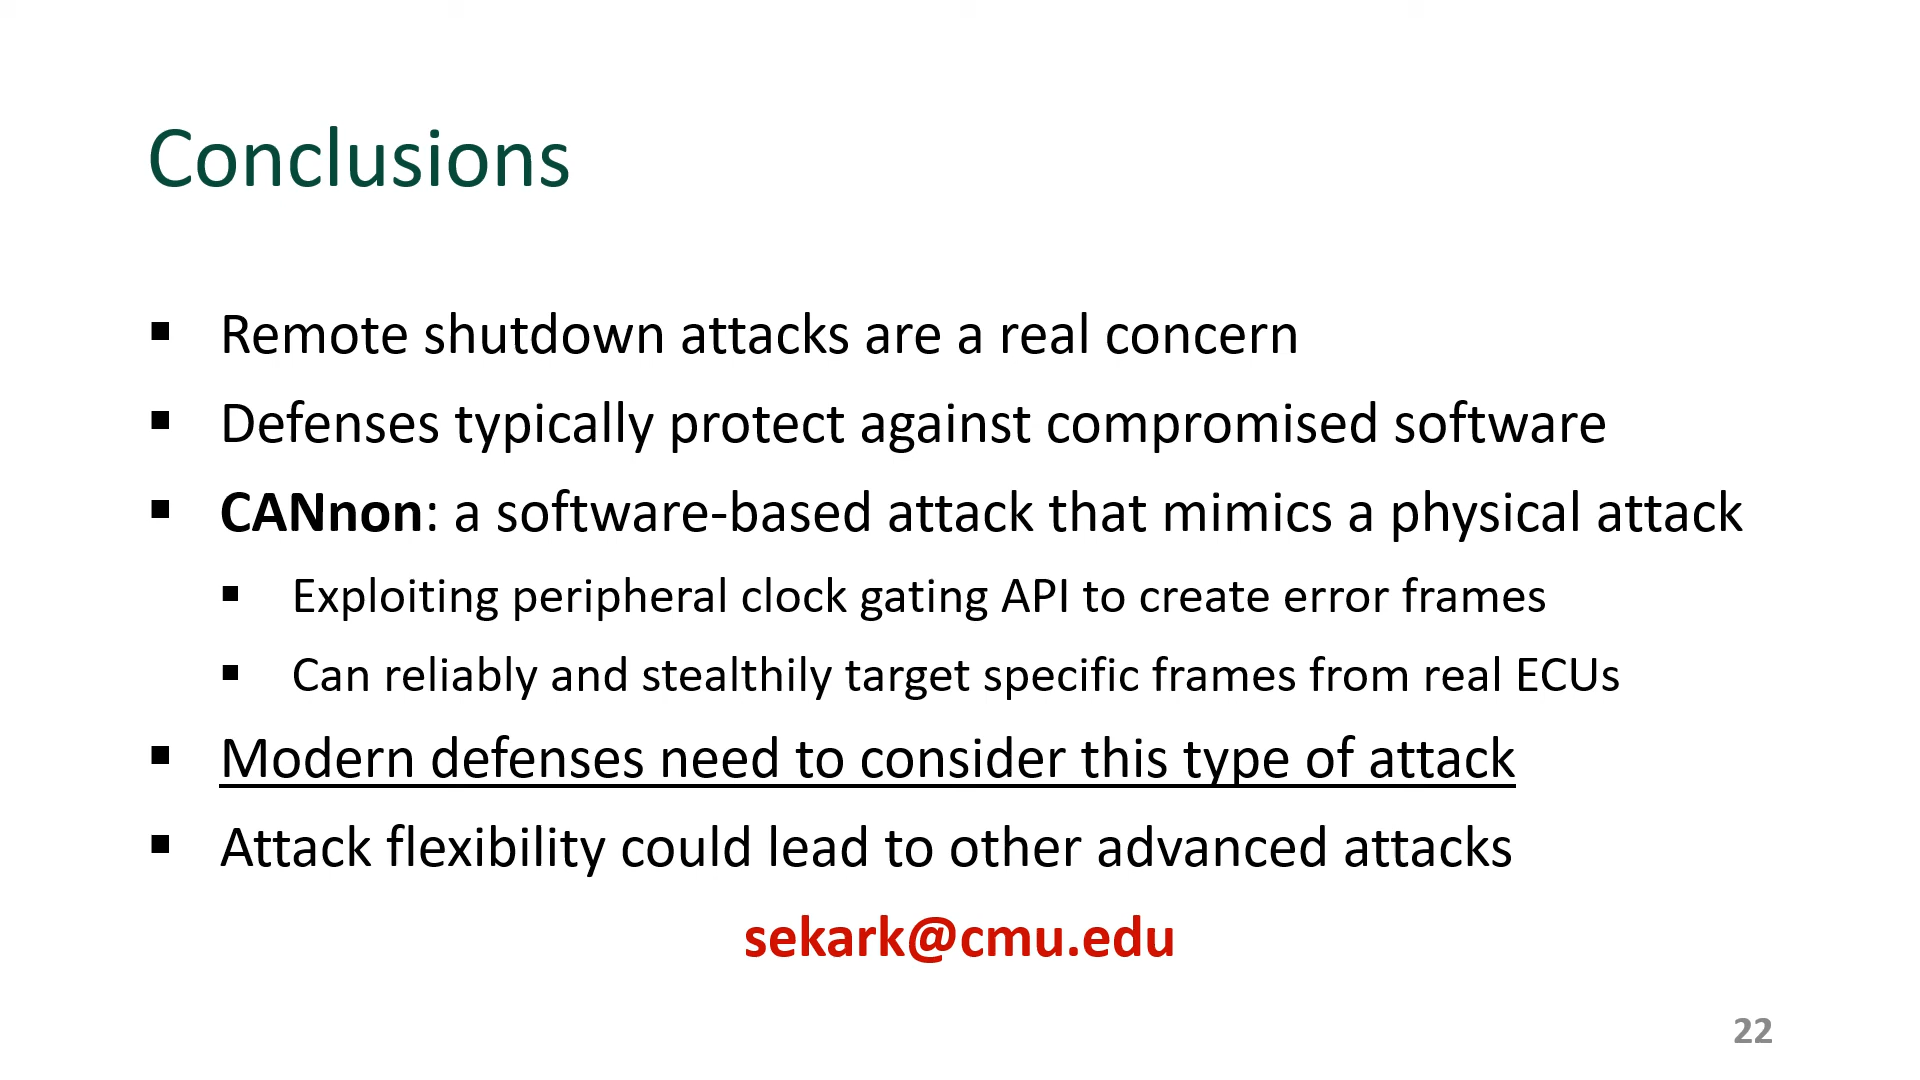 Conclusions
▪ Remote shutdown attacks are a real concern
▪ Defenses typically protect against compromised software
▪ CANnon: a software-based attack that mimics a physical attack
▪ Exploiting peripheral clock gating API to create error frames
▪ Can reliably and stealthily target specific frames from real ECUs
▪ Modern defenses need to consider this type of attack
▪ Attack flexibility could lead to other advanced attacks
sekark@cmu.edu
22